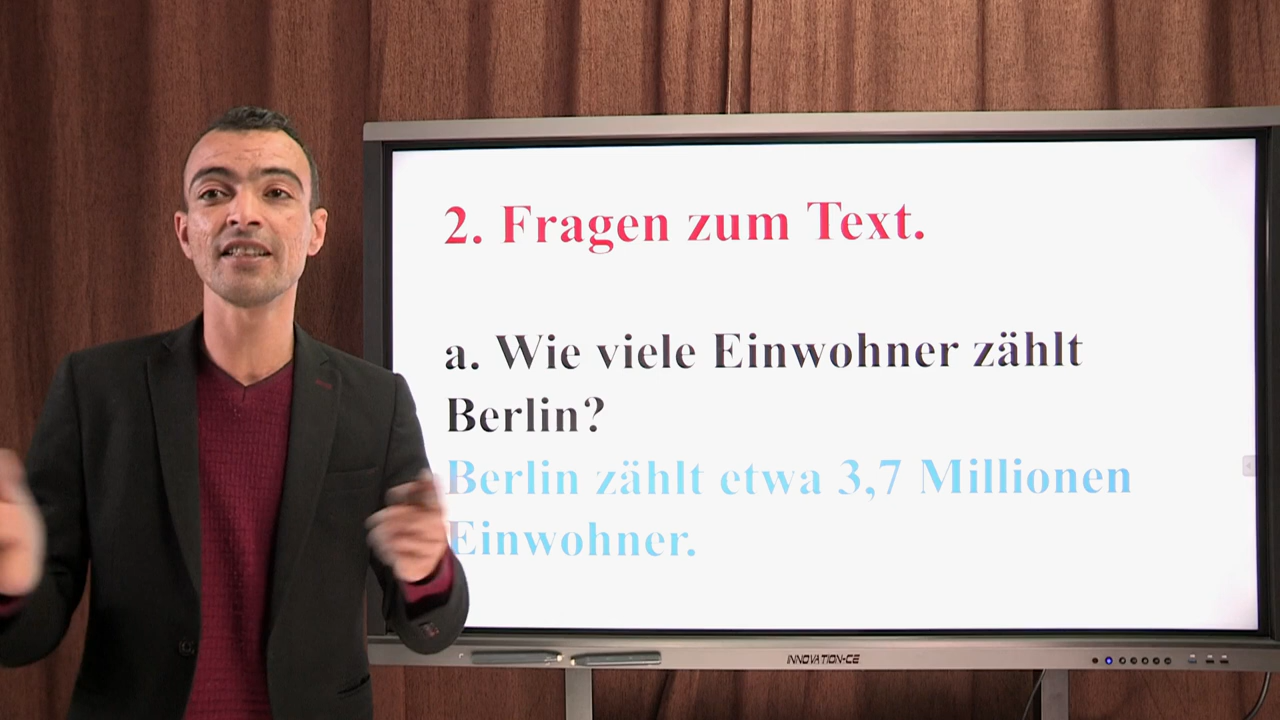 2. Fragen zum Text.
a. Wie viele Einwohner zählt
Berlin?
Berlin zählt etwa 3,7 Millionen
Einwohner.
INNOVATION-CE